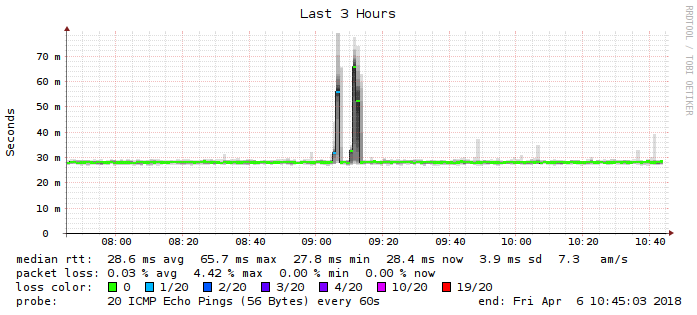 Last 3 Hours
RRDTOOL / TOBI OETIKER
Seconds
70 m
60 m
50 m
40 m
30 m
20 m
10 m
0
08:00 08:20 08:40 09:00 09:20 09:40 10:00 10:20 10:40
median rtt: 28.6 ms avg 65.7 ms max 27.8 ms min 28.4 ms now 3.9 ms sd 7.3 am/s
packet loss: 0.03 % avg 4.42 % max 0.00 % min 0.00 % now
loss color: 0 1/20 2/20 3/20 4/20 10/20 19/20
probe: 20 ICMP Echo Pings (56 Bytes) every 60s end: Fri Apr 6 10:45:03 2018